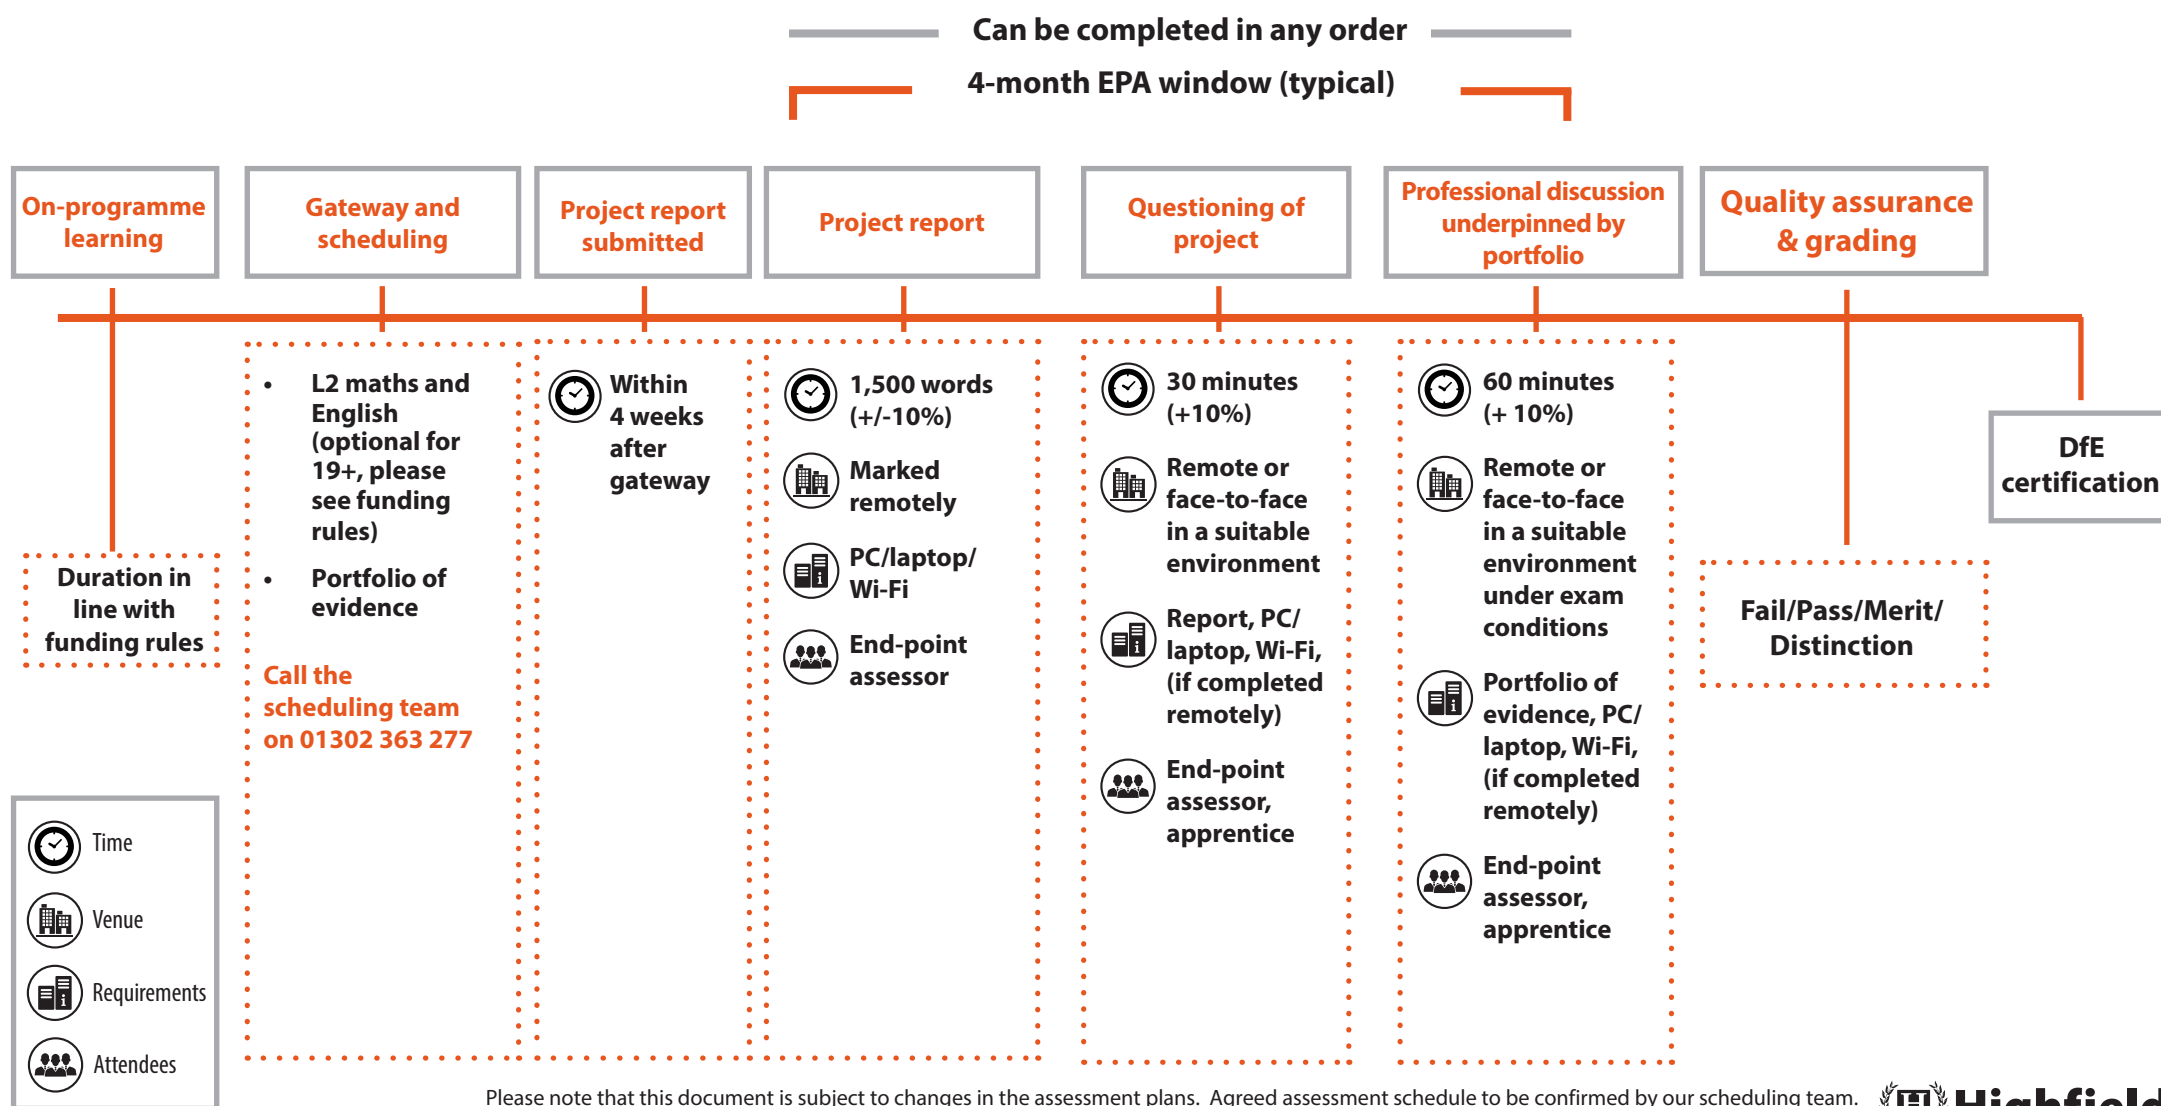 Can be completed in any order
4-month EPA window (typical)
On-programme
learning
Gateway and
scheduling
Project report
submitted
Project report
Questioning of
project
Professional discussion
underpinned by
portfolio
Quality assurance
& grading
Duration in
line with
funding rules
• L2 maths and
English
(optional for
19+, please
see funding
rules)
• Portfolio of
evidence
Call the
scheduling team
on 01302 363 277
Within
4 weeks
after
gateway
1,500 words
(+/-10%)
Marked
remotely
PC/laptop/
Wi-Fi
End-point
assessor
30 minutes
(+10%)
Remote or
face-to-face
in a suitable
environment
Report, PC/
laptop, Wi-Fi,
(if completed
remotely)
End-point
assessor,
apprentice
60 minutes
(+ 10%)
Remote or
face-to-face
in a suitable
environment
under exam
conditions
Portfolio of
evidence, PC/
laptop, Wi-Fi,
(if completed
remotely)
End-point
assessor,
apprentice
Fail/Pass/Merit/
Distinction
DfE
certification
Time
Venue
Requirements
Attendees
Please note that this document is subject to changes in the assessment plans. Agreed assessment schedule to be confirmed by our scheduling team.
Highfield